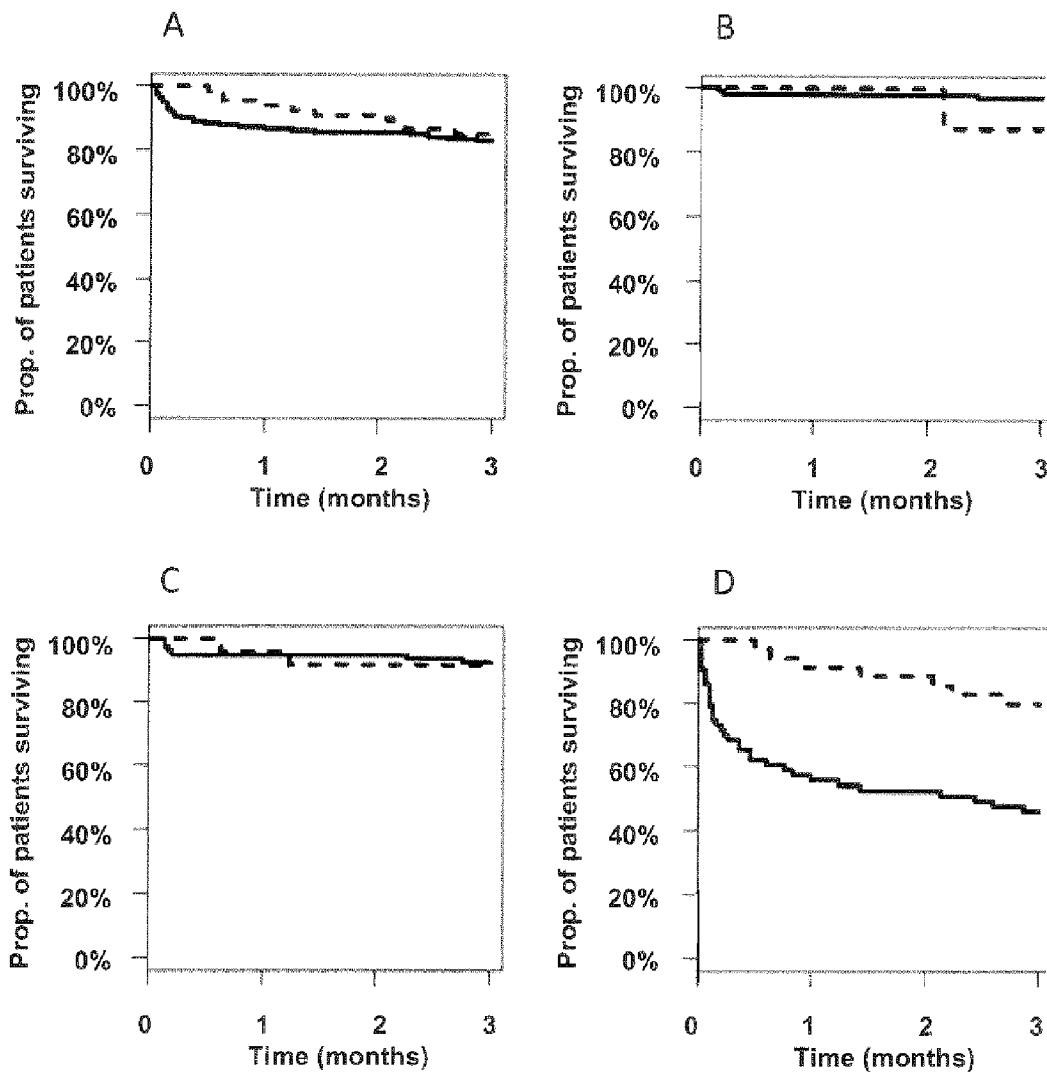 A
Prop. of patients surviving
100%
80%
60%
40%
20%
0%
0 1 2 3
Time (months)
B
Prop. of patients surviving
100%
80%
60%
40%
20%
0%
0 1 2 3
Time (months)
C
Prop. of patients surviving
100%
80%
60%
40%
20%
0%
0 1 2 3
Time (months)
D
Prop. of patients surviving
100%
80%
60%
40%
20%
0%
0 1 2 3
Time (months)